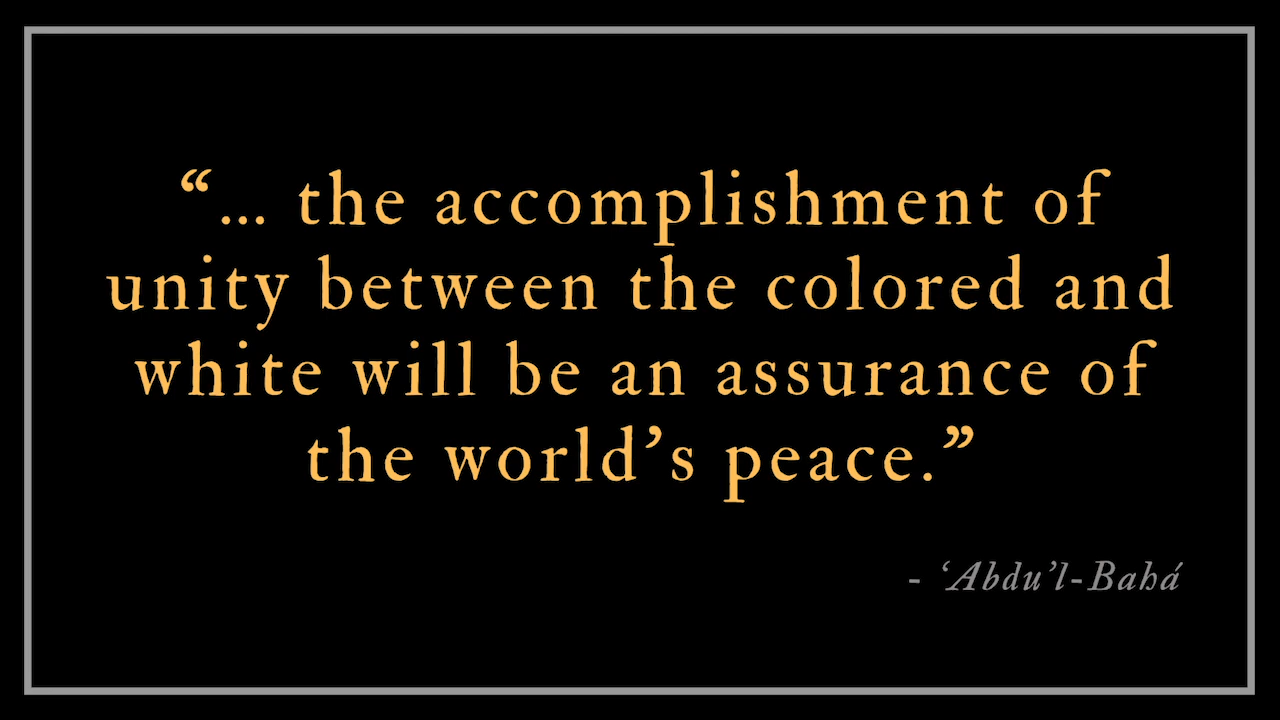 “... the accomplishment of
unity between the colored and
white will be an assurance of
the world’s peace.”
- ‘Abdu’l-Bahá